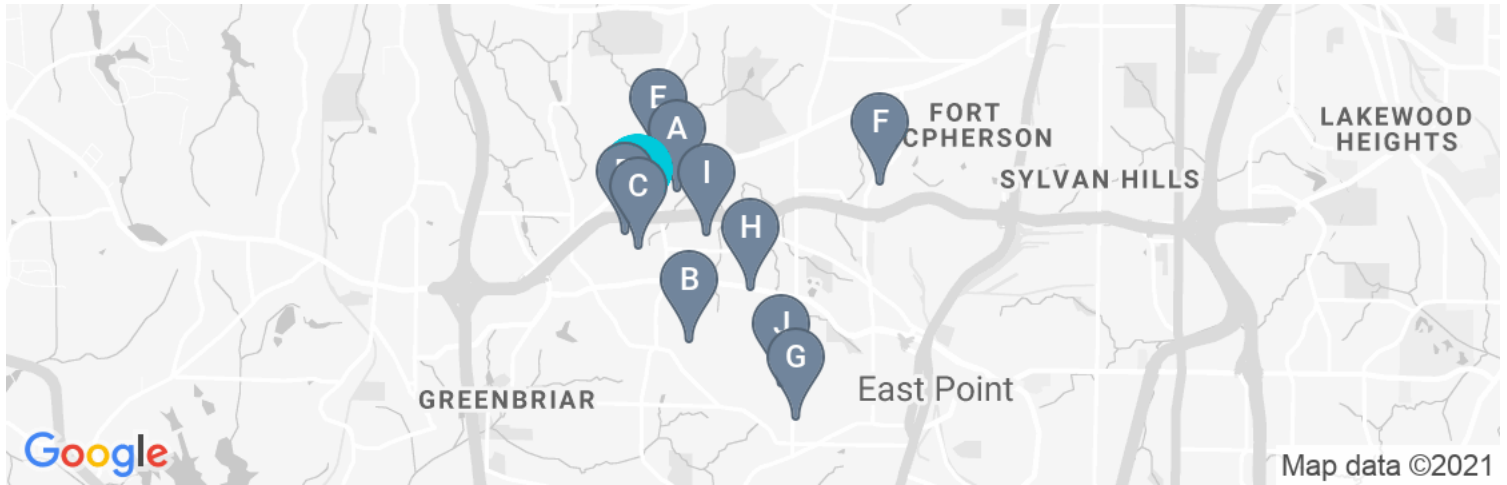 E
A
F
FORT
CPHERSON
LAKEWOOD
HEIGHTS
I
C
SYLVAN HILLS
H
B
J
G
East Point
GREENBRIAR
Google
Map data ©2021